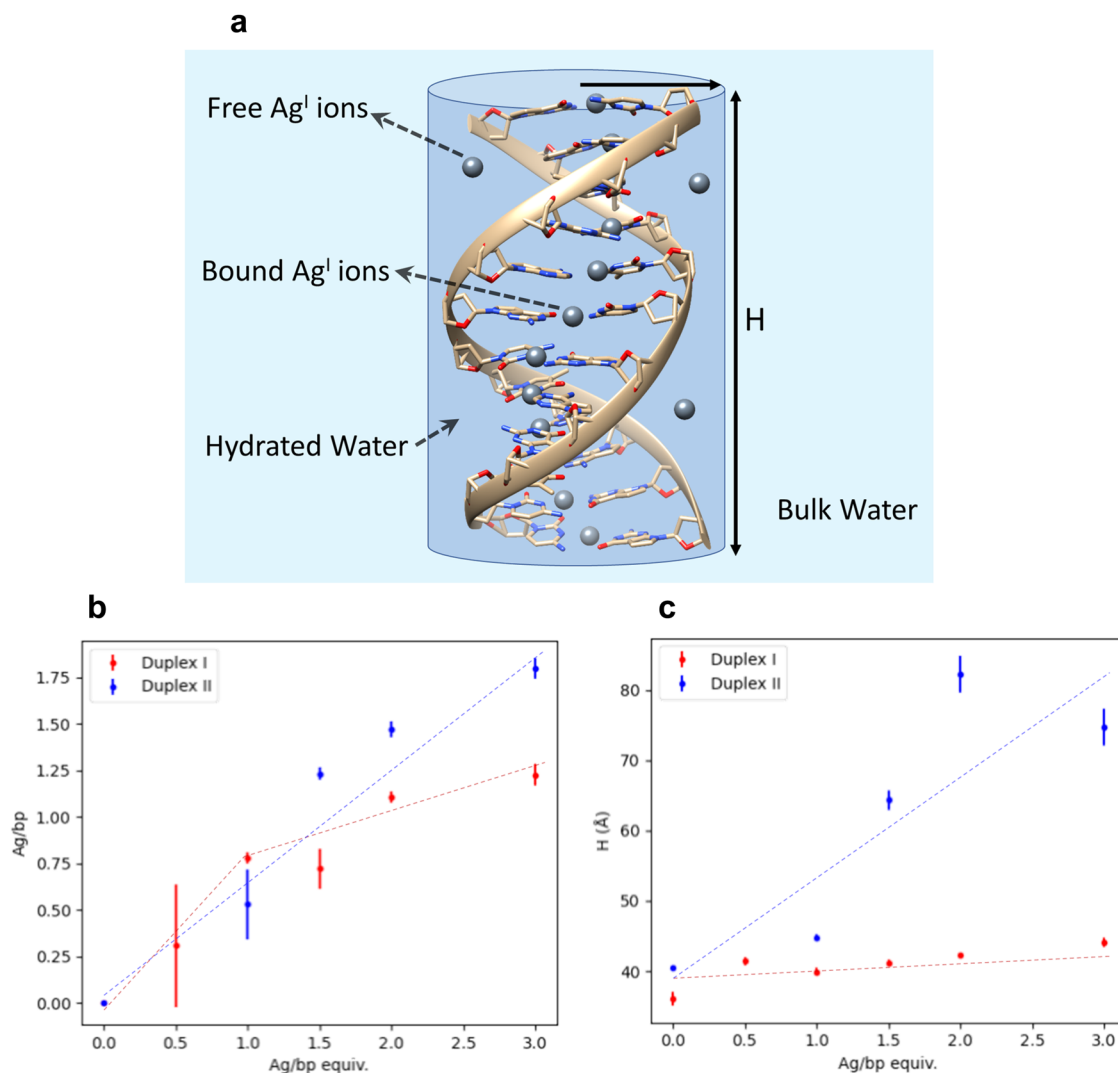 a
Free Agᴵ ions
Bound Agᴵ ions
H
Hydrated Water
Bulk Water
b
Duplex I
Duplex II
1.75
1.50
1.25
1.00
0.75
0.50
0.25
0.00
Ag/bp
0.0 0.5 1.0 1.5 2.0 2.5 3.0
Ag/bp equiv.
c
Duplex I
Duplex II
80
70
60
50
40
H (Å)
0.0 0.5 1.0 1.5 2.0 2.5 3.0
Ag/bp equiv.